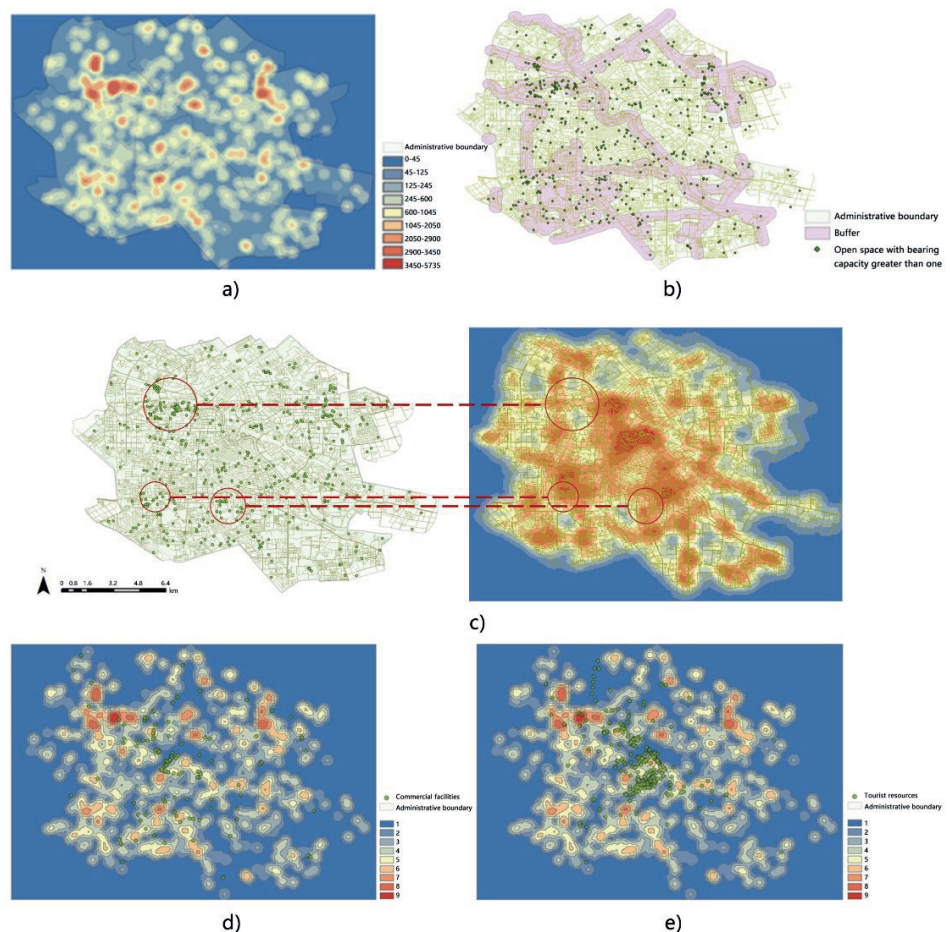 Administrative boundary
0-45
45-125
125-245
245-600
600-1045
1045-2050
2050-2900
2900-3450
3450-5735
a)
Administrative boundary
Buffer
Open space with bearing
capacity greater than one
b)
N
0 0.8 1.6 3.2 4.8 6.4
km
c)
Commercial facilities
Administrative boundary
1
2
3
4
5
6
7
8
9
d)
Tourist resources
Administrative boundary
1
2
3
4
5
6
7
8
9
e)